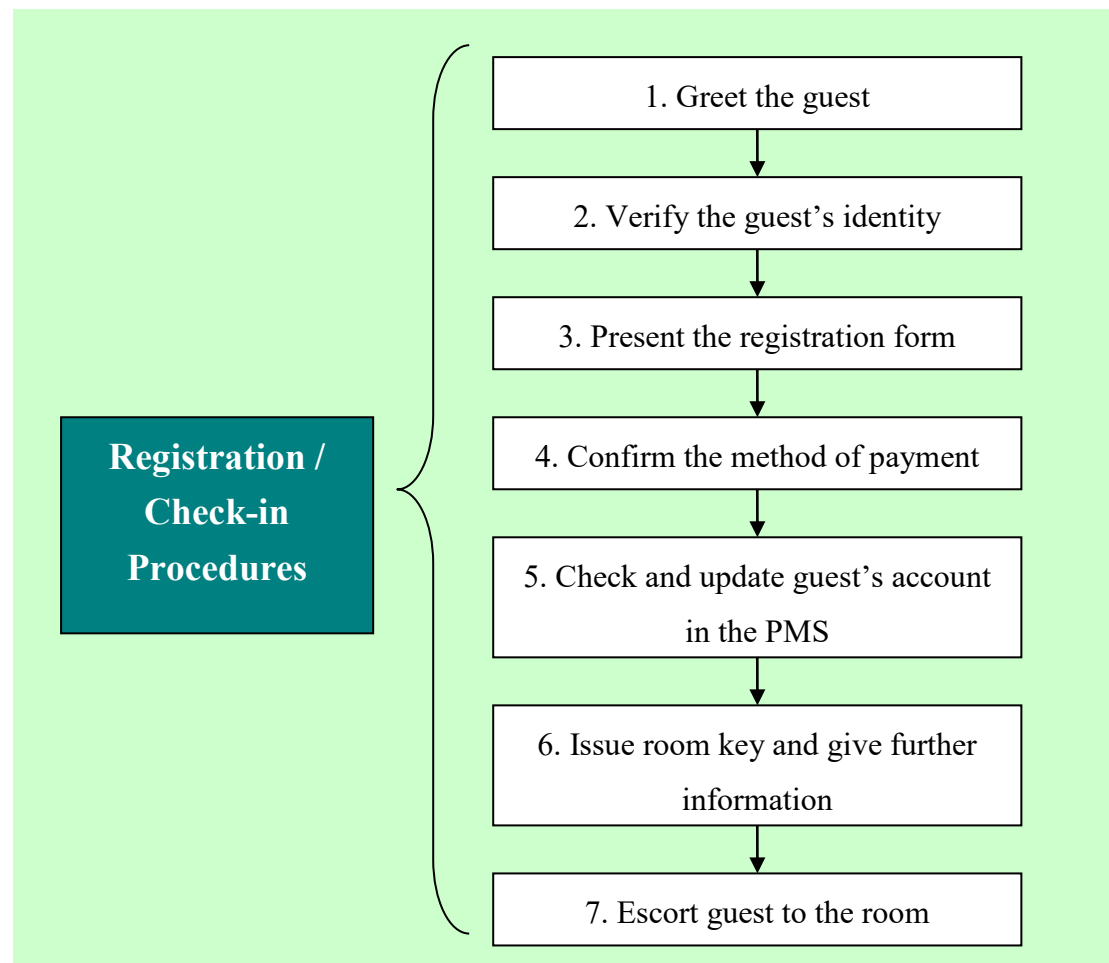 Registration /
Check-in
Procedures
1. Greet the guest
2. Verify the guest’s identity
3. Present the registration form
4. Confirm the method of payment
5. Check and update guest’s account
in the PMS
6. Issue room key and give further
information
7. Escort guest to the room